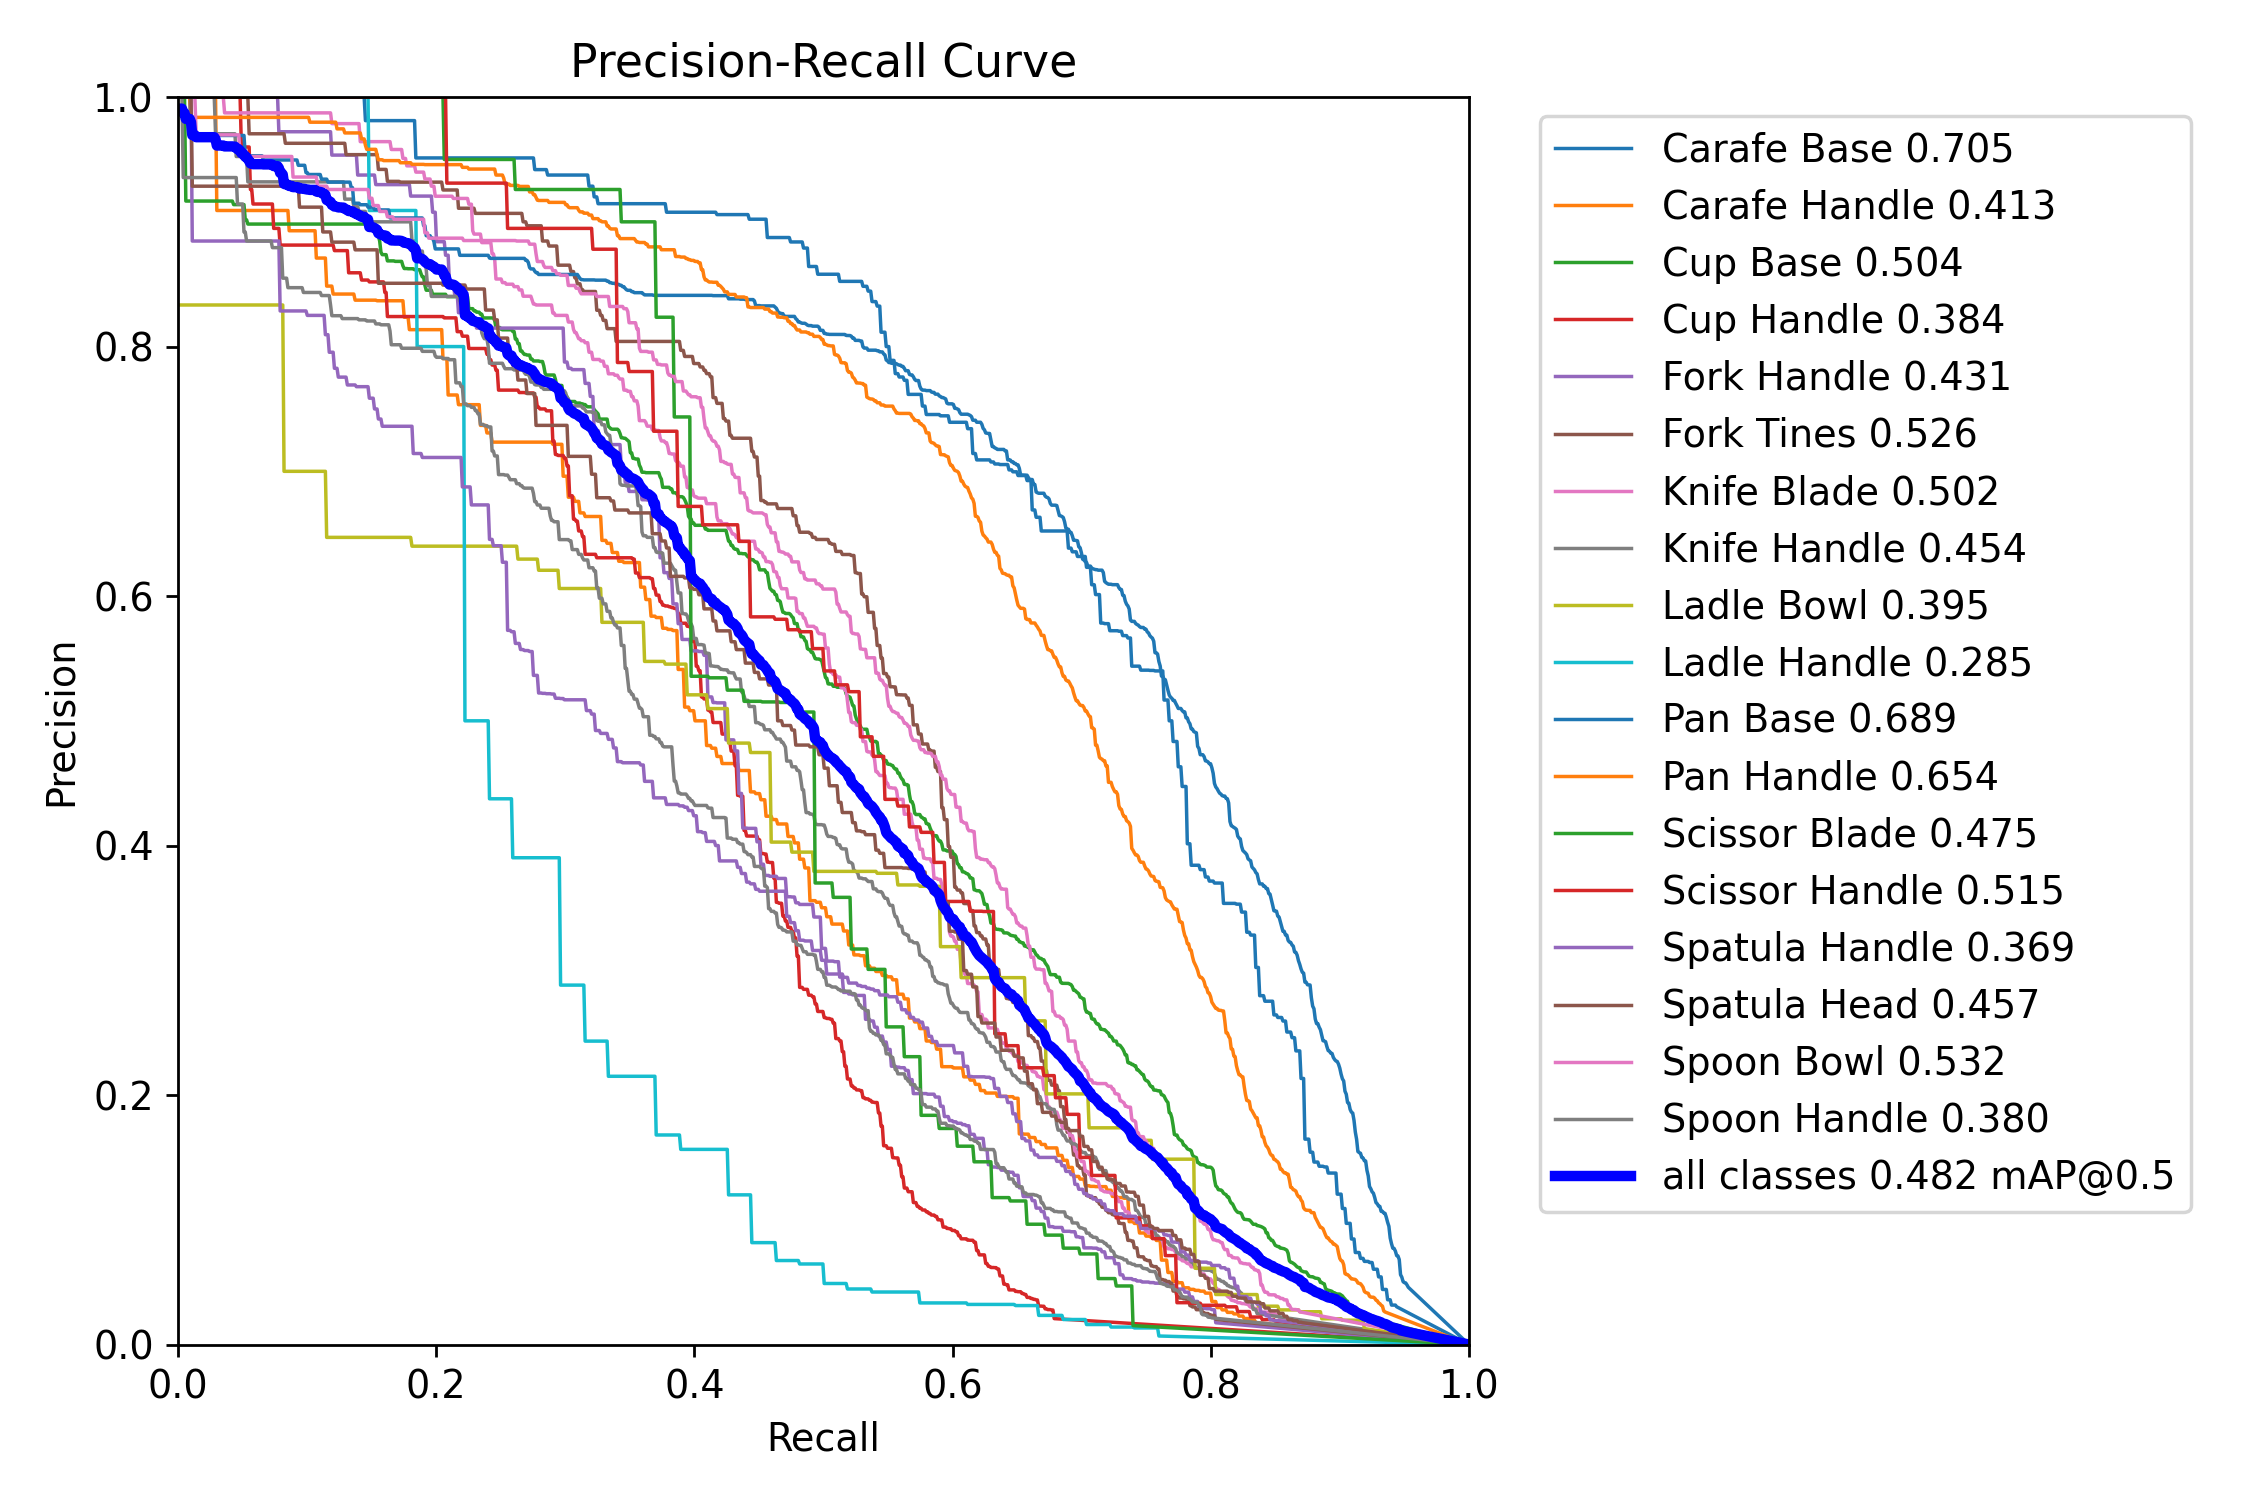 Precision-Recall Curve
1.0
0.8
0.6
0.4
0.2
0.0
Precision
0.0 0.2 0.4 0.6 0.8 1.0
Recall
Carafe Base 0.705
Carafe Handle 0.413
Cup Base 0.504
Cup Handle 0.384
Fork Handle 0.431
Fork Tines 0.526
Knife Blade 0.502
Knife Handle 0.454
Ladle Bowl 0.395
Ladle Handle 0.285
Pan Base 0.689
Pan Handle 0.654
Scissor Blade 0.475
Scissor Handle 0.515
Spatula Handle 0.369
Spatula Head 0.457
Spoon Bowl 0.532
Spoon Handle 0.380
all classes 0.482 mAP@0.5